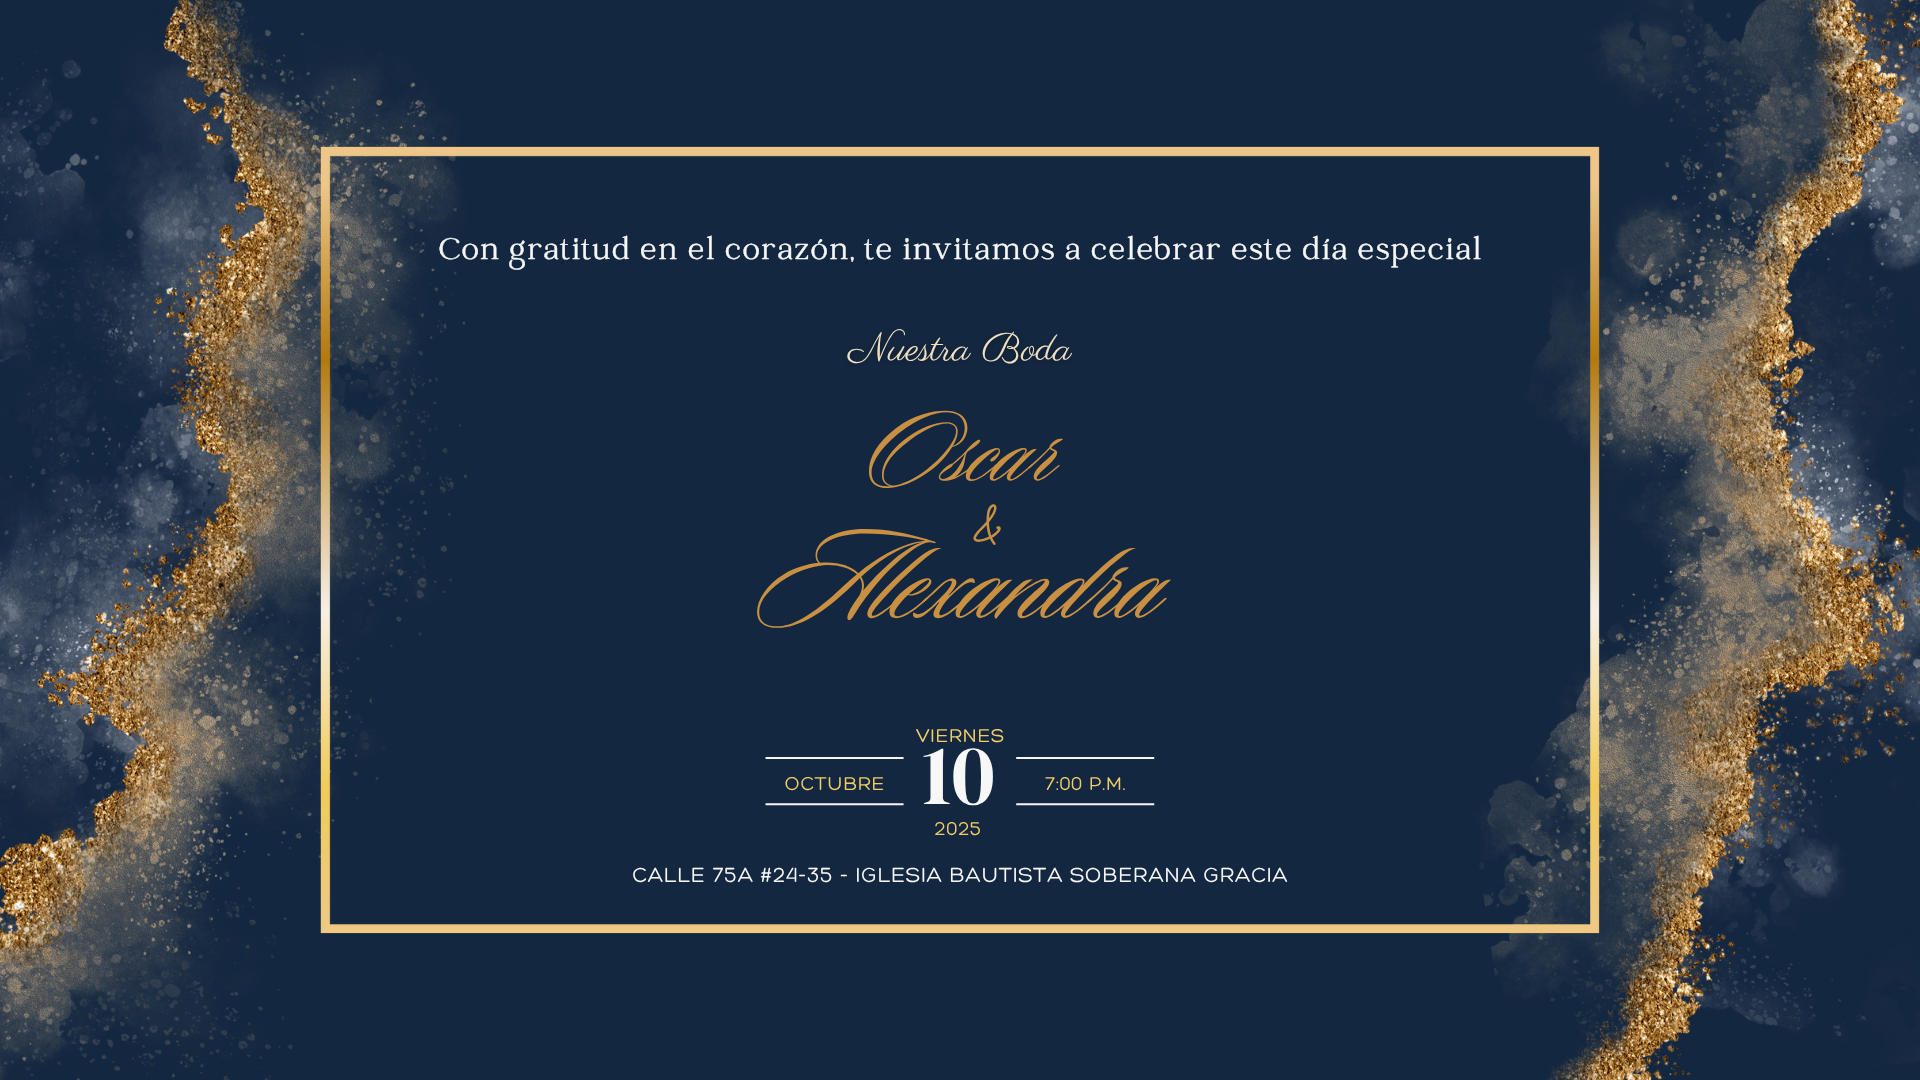 Con gratitud en el corazón, te invitamos a celebrar este día especial
Nuestra Boda
Oscar
&
Alexandra
VIERNES
OCTUBRE 10 7:00 P.M.
2025
CALLE 75A #24-35 - IGLESIA BAUTISTA SOBERANA GRACIA